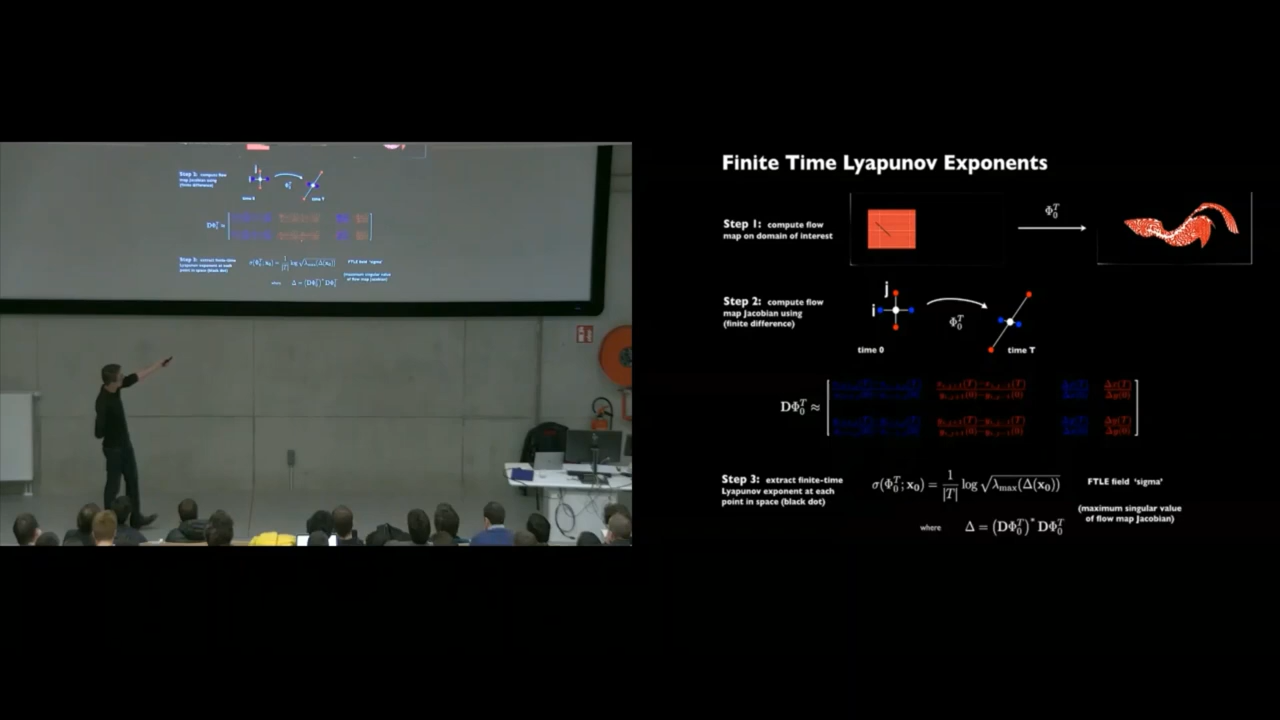 Finite Time Lyapunov Exponents
Step 1: compute flow
map on domain of interest
Φ₀ᵀ
Step 2: compute flow
map Jacobian using
(finite difference)
j
i
Φ₀ᵀ
time 0
time T
DΦ₀ᵀ ≈
Step 3: extract finite-time
Lyapunov exponent at each
point in space (black dot)
σ(Φ₀ᵀ; x₀) = 1/|T| log √λmax(Δ(x₀))
FTLE field 'sigma'
(maximum singular value
of flow map Jacobian)
where Δ = (DΦ₀ᵀ)* DΦ₀ᵀ